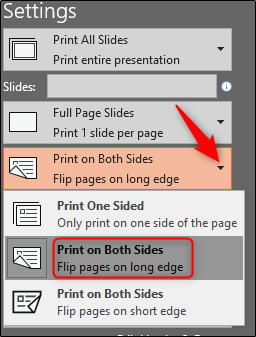 Settings
Print All Slides
Print entire presentation
Slides:
Full Page Slides
Print 1 slide per page
Print on Both Sides
Flip pages on long edge
Print One Sided
Only print on one side of the page
Print on Both Sides
Flip pages on long edge
Print on Both Sides
Flip pages on short edge